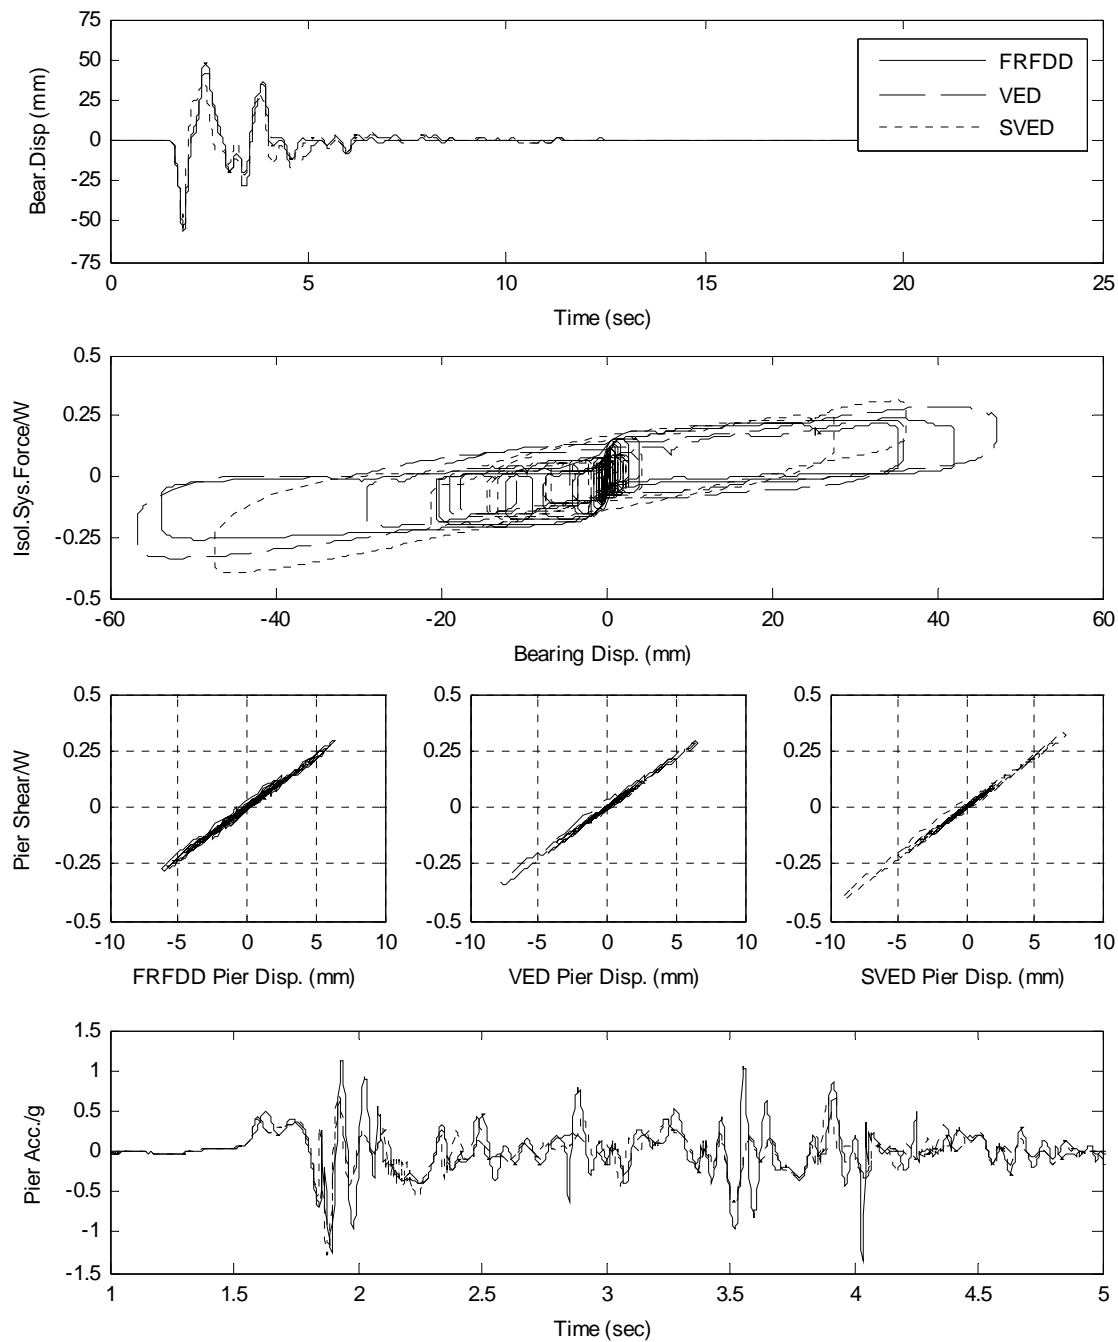 75
50
25
0
-25
-50
-75
Bear.Disp (mm)
FRFDD
VED
SVED
0 5 10 15 20 25
Time (sec)
0.5
0.25
0
-0.25
-0.5
Isol.Sys.Force/W
-60 -40 -20 0 20 40 60
Bearing Disp. (mm)
0.5 0.5 0.5
0.25 0.25 0.25
0 0 0
-0.25 -0.25 -0.25
-0.5 -0.5 -0.5
Pier Shear/W
-10 -5 0 5 10 -10 -5 0 5 10 -10 -5 0 5 10
FRFDD Pier Disp. (mm) VED Pier Disp. (mm) SVED Pier Disp. (mm)
1.5
1
0.5
0
-0.5
-1
-1.5
Pier Acc./g
1 1.5 2 2.5 3 3.5 4 4.5 5
Time (sec)